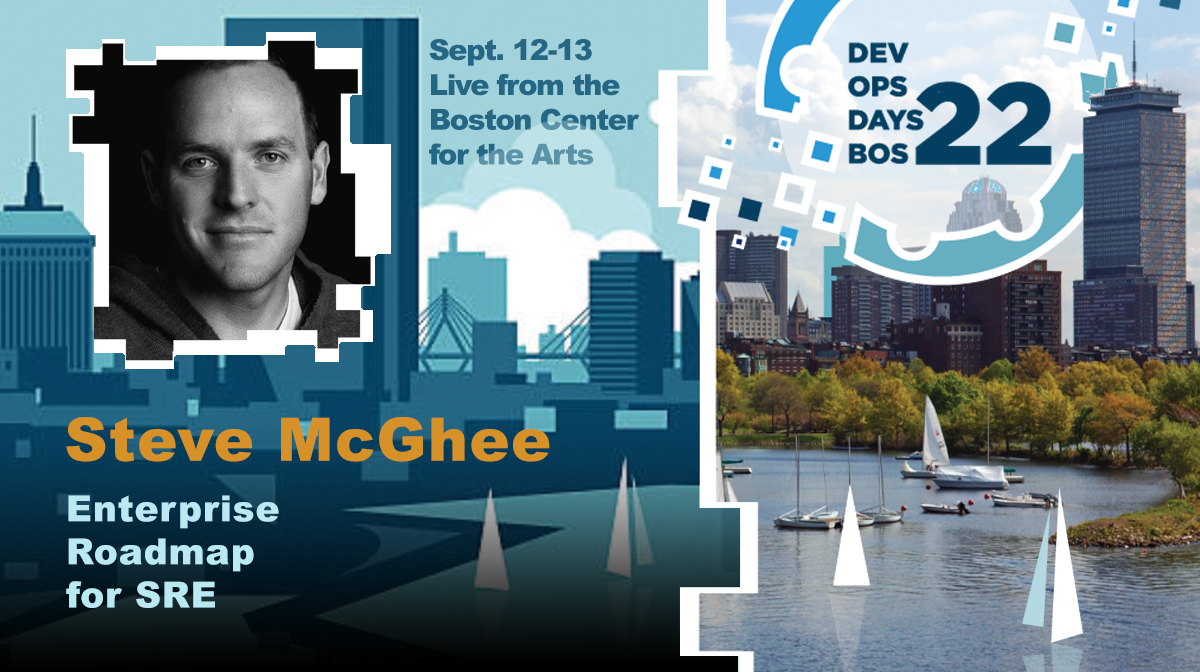 Sept. 12-13
Live from the
Boston Center
for the Arts
DEV
OPS
DAYS
BOS 22
Steve McGhee
Enterprise
Roadmap
for SRE